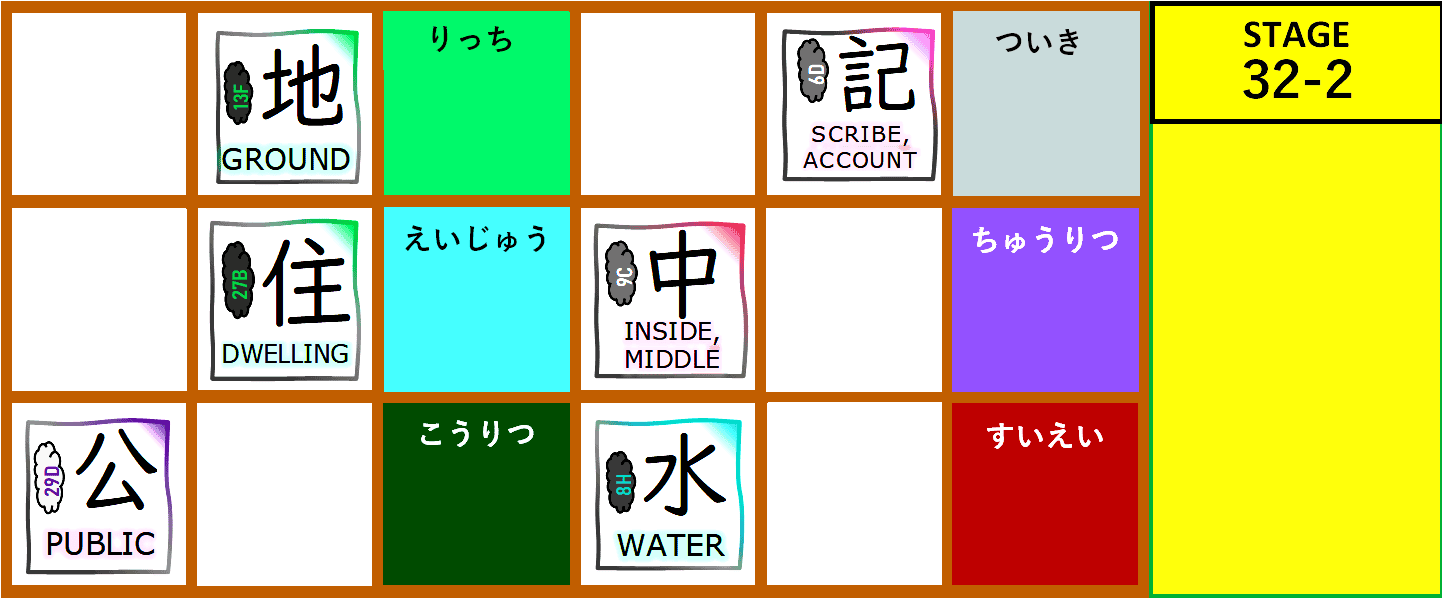 13F
地
GROUND
りっち
6D
記
SCRIBE,
ACCOUNT
ついき
STAGE
32-2
27B
住
DWELLING
えいじゅう
9C
中
INSIDE,
MIDDLE
ちゅうりつ
29D
公
PUBLIC
こうりつ
8H
水
WATER
すいえい